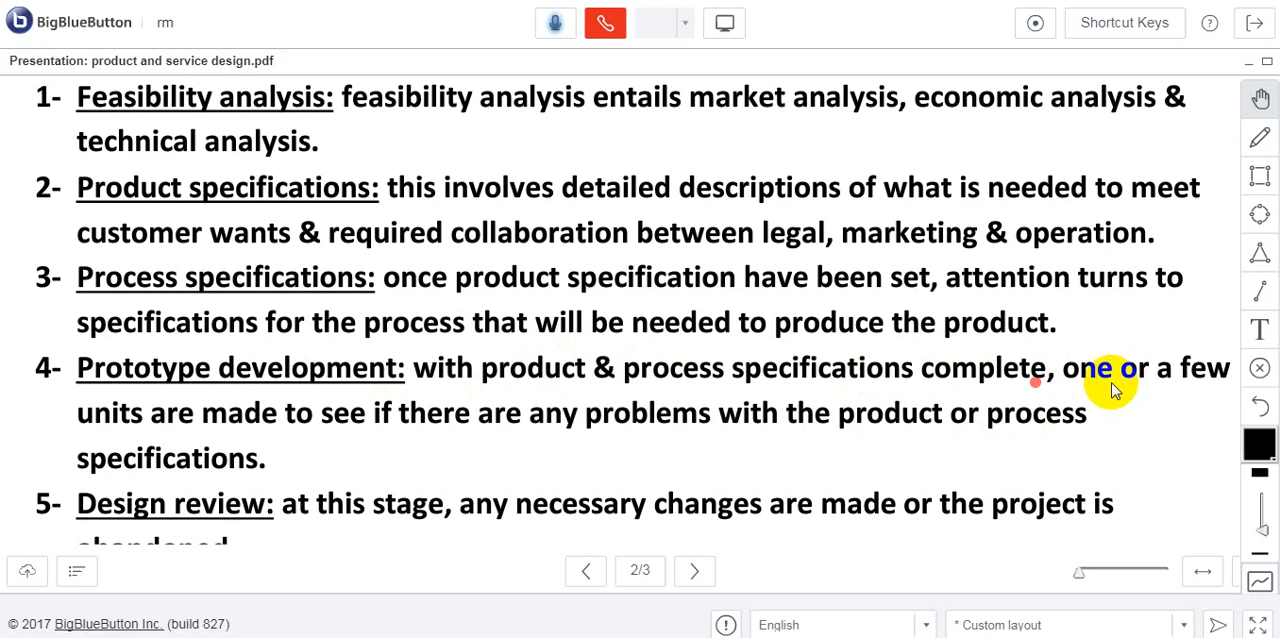 BigBlueButton rm
Shortcut Keys
Presentation: product and service design.pdf
1- Feasibility analysis: feasibility analysis entails market analysis, economic analysis &
technical analysis.
2- Product specifications: this involves detailed descriptions of what is needed to meet
customer wants & required collaboration between legal, marketing & operation.
3- Process specifications: once product specification have been set, attention turns to
specifications for the process that will be needed to produce the product.
4- Prototype development: with product & process specifications complete, one or a few
units are made to see if there are any problems with the product or process
specifications.
5- Design review: at this stage, any necessary changes are made or the project is
abandoned
2/3
© 2017 BigBlueButton Inc. (build 827)
English
* Custom layout